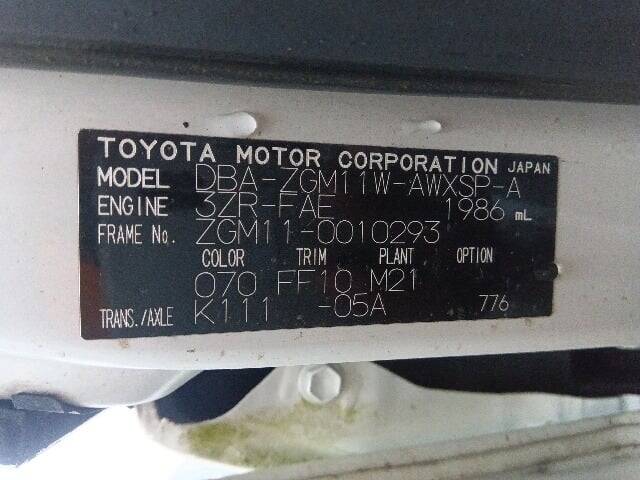 TOYOTA MOTOR CORPORATION JAPAN
MODEL DBA-ZGM11W-AWXSP-A
ENGINE 3ZR-FAE 1986 mL
FRAME No. ZGM11-0010293
COLOR TRIM PLANT OPTION
070 FF10 M21
TRANS./AXLE K111 -05A 776